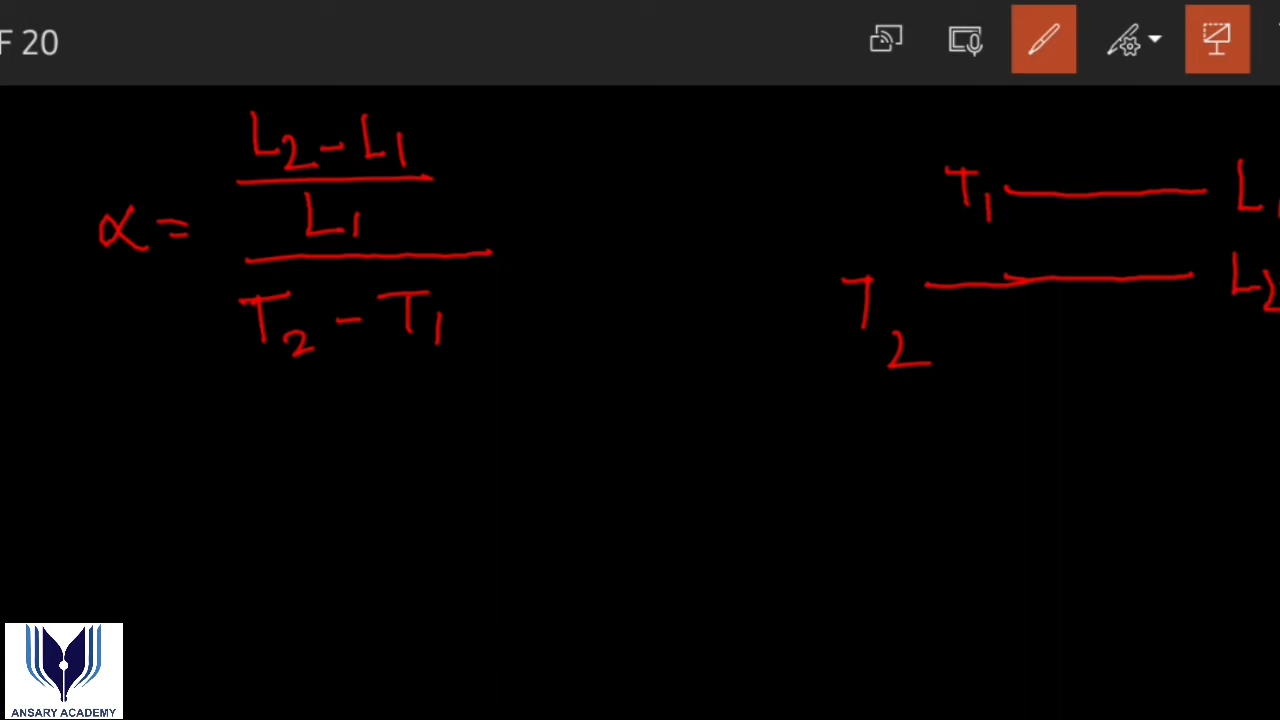 F 20
L2 - L1
α =
L1
T2 - T1
T1 L1
T2 L2
ANSARY ACADEMY